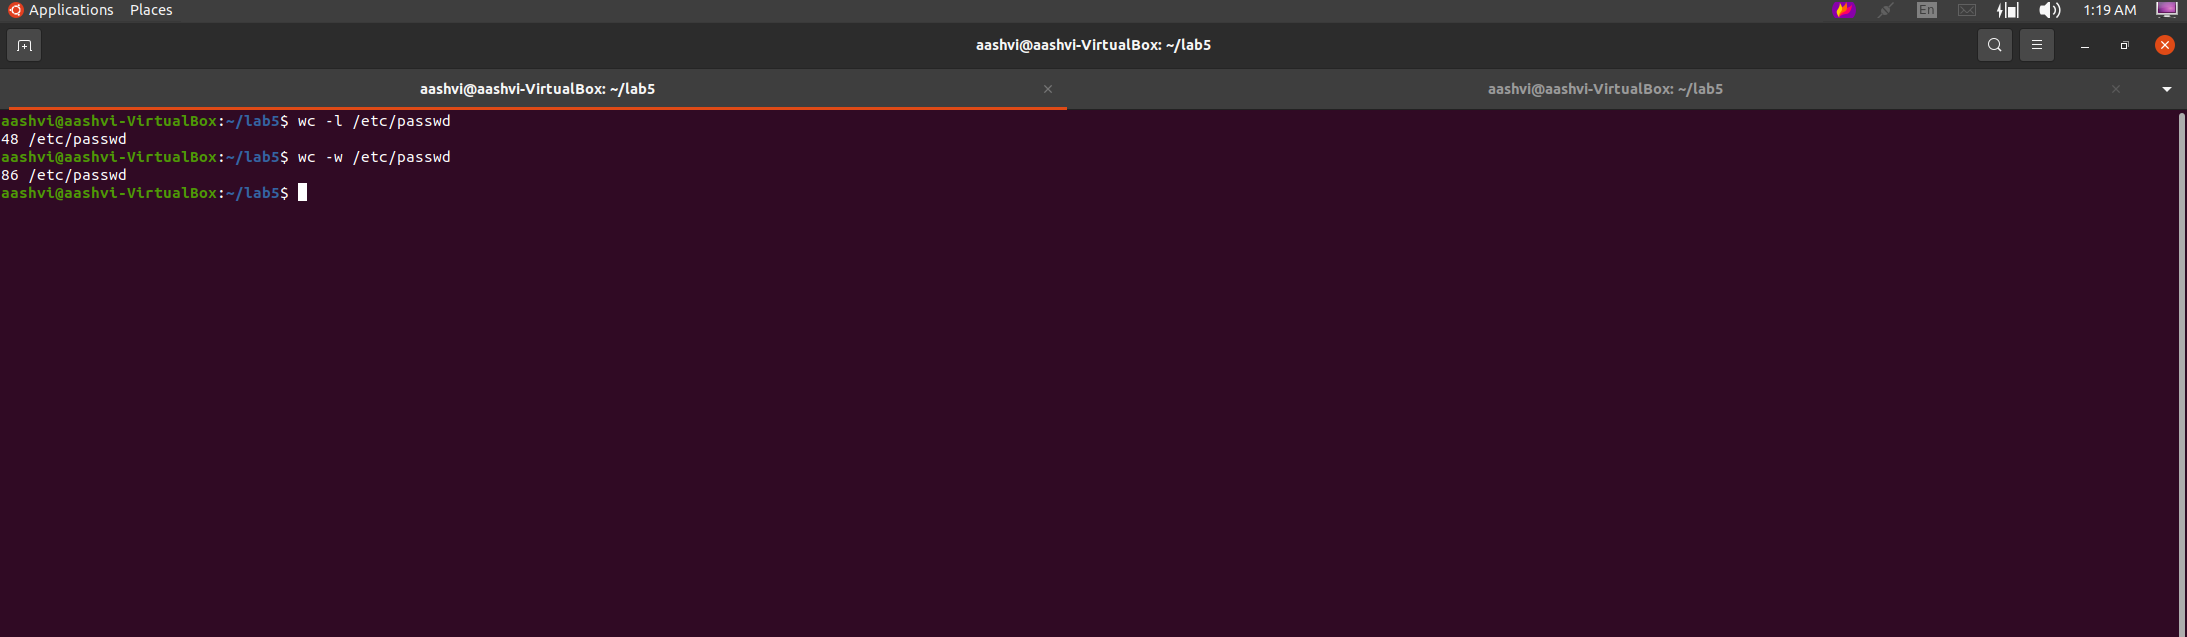 Applications Places En 1:19 AM
aashvi@aashvi-VirtualBox: ~/lab5
aashvi@aashvi-VirtualBox: ~/lab5 aashvi@aashvi-VirtualBox: ~/lab5
aashvi@aashvi-VirtualBox:~/lab5$ wc -l /etc/passwd
48 /etc/passwd
aashvi@aashvi-VirtualBox:~/lab5$ wc -w /etc/passwd
86 /etc/passwd
aashvi@aashvi-VirtualBox:~/lab5$